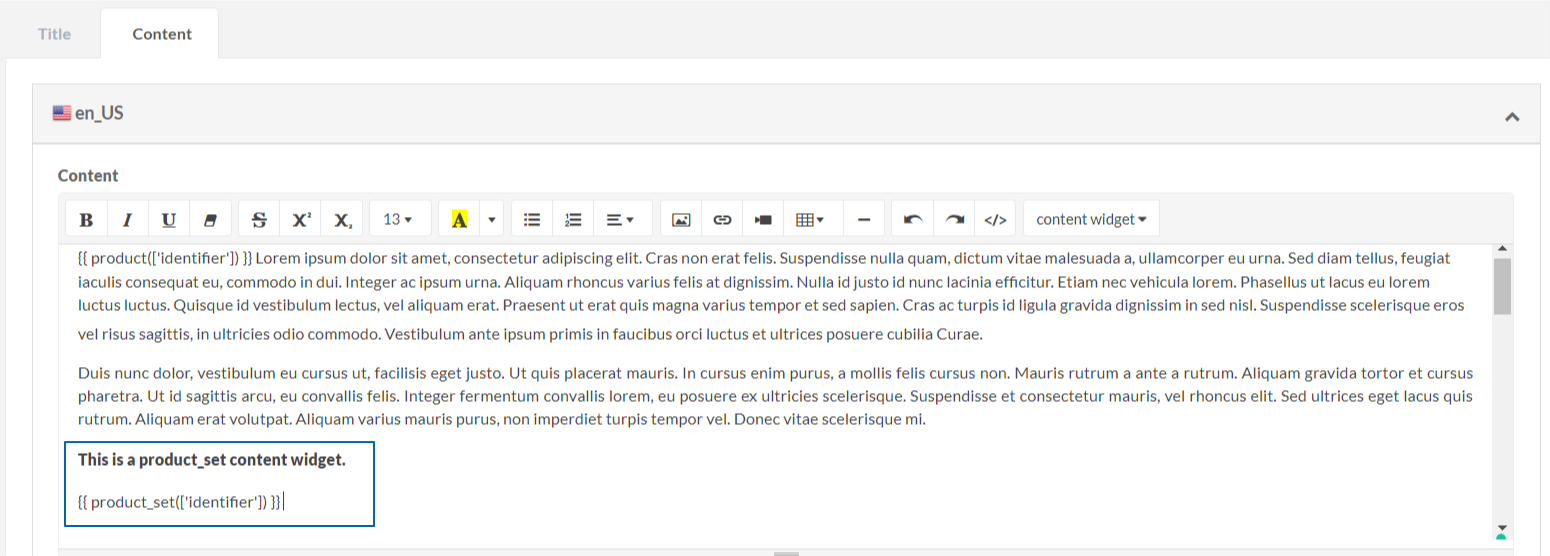 Title Content
en_US
Content
B I U S X² X₂ 13 A </> content widget
{{ product(['identifier']) }} Lorem ipsum dolor sit amet, consectetur adipiscing elit. Cras non erat felis. Suspendisse nulla quam, dictum vitae malesuada a, ullamcorper eu urna. Sed diam tellus, feugiat
iaculis consequat eu, commodo in dui. Integer ac ipsum urna. Aliquam rhoncus varius felis at dignissim. Nulla id justo id nunc lacinia efficitur. Etiam nec vehicula lorem. Phasellus ut lacus eu lorem
luctus luctus. Quisque id vestibulum lectus, vel aliquam erat. Praesent ut erat quis magna varius tempor et sed sapien. Cras ac turpis id ligula gravida dignissim in sed nisl. Suspendisse scelerisque eros
vel risus sagittis, in ultricies odio commodo. Vestibulum ante ipsum primis in faucibus orci luctus et ultrices posuere cubilia Curae.
Duis nunc dolor, vestibulum eu cursus ut, facilisis eget justo. Ut quis placerat mauris. In cursus enim purus, a mollis felis cursus non. Mauris rutrum a ante a rutrum. Aliquam gravida tortor et cursus
pharetra. Ut id sagittis arcu, eu convallis felis. Integer fermentum convallis lorem, eu posuere ex ultricies scelerisque. Suspendisse et consectetur mauris, vel rhoncus elit. Sed ultrices eget lacus quis
rutrum. Aliquam erat volutpat. Aliquam varius mauris purus, non imperdiet turpis tempor vel. Donec vitae scelerisque mi.
This is a product_set content widget.
{{ product_set(['identifier']) }}